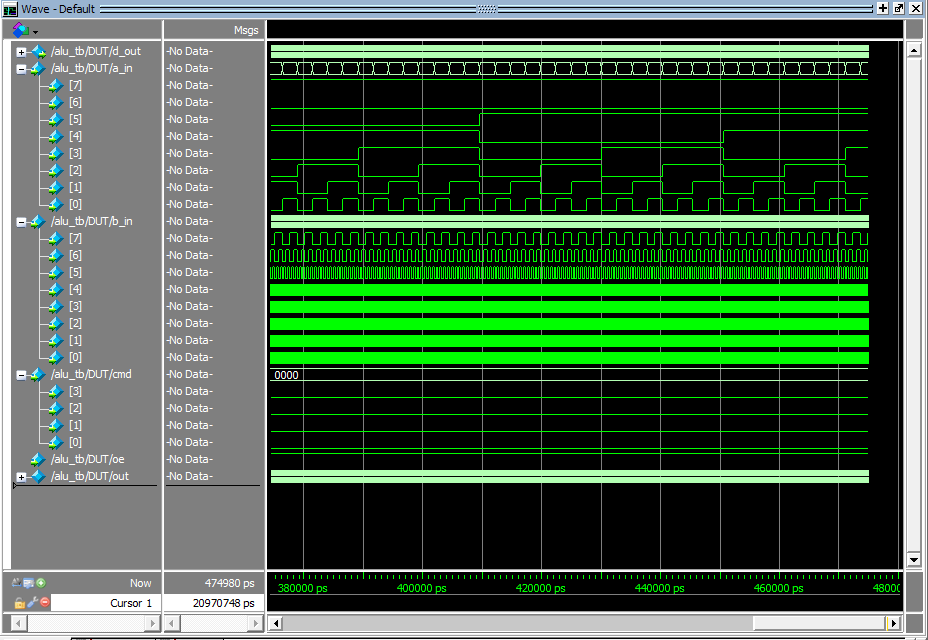 Wave - Default
Msgs
/alu_tb/DUT/d_out -No Data-
/alu_tb/DUT/a_in -No Data-
[7] -No Data-
[6] -No Data-
[5] -No Data-
[4] -No Data-
[3] -No Data-
[2] -No Data-
[1] -No Data-
[0] -No Data-
/alu_tb/DUT/b_in -No Data-
[7] -No Data-
[6] -No Data-
[5] -No Data-
[4] -No Data-
[3] -No Data-
[2] -No Data-
[1] -No Data-
[0] -No Data-
/alu_tb/DUT/cmd -No Data- 0000
[3] -No Data-
[2] -No Data-
[1] -No Data-
[0] -No Data-
/alu_tb/DUT/oe -No Data-
/alu_tb/DUT/out -No Data-
Now 474980 ps 380000 ps 400000 ps 420000 ps 440000 ps 460000 ps 48000
Cursor 1 20970748 ps